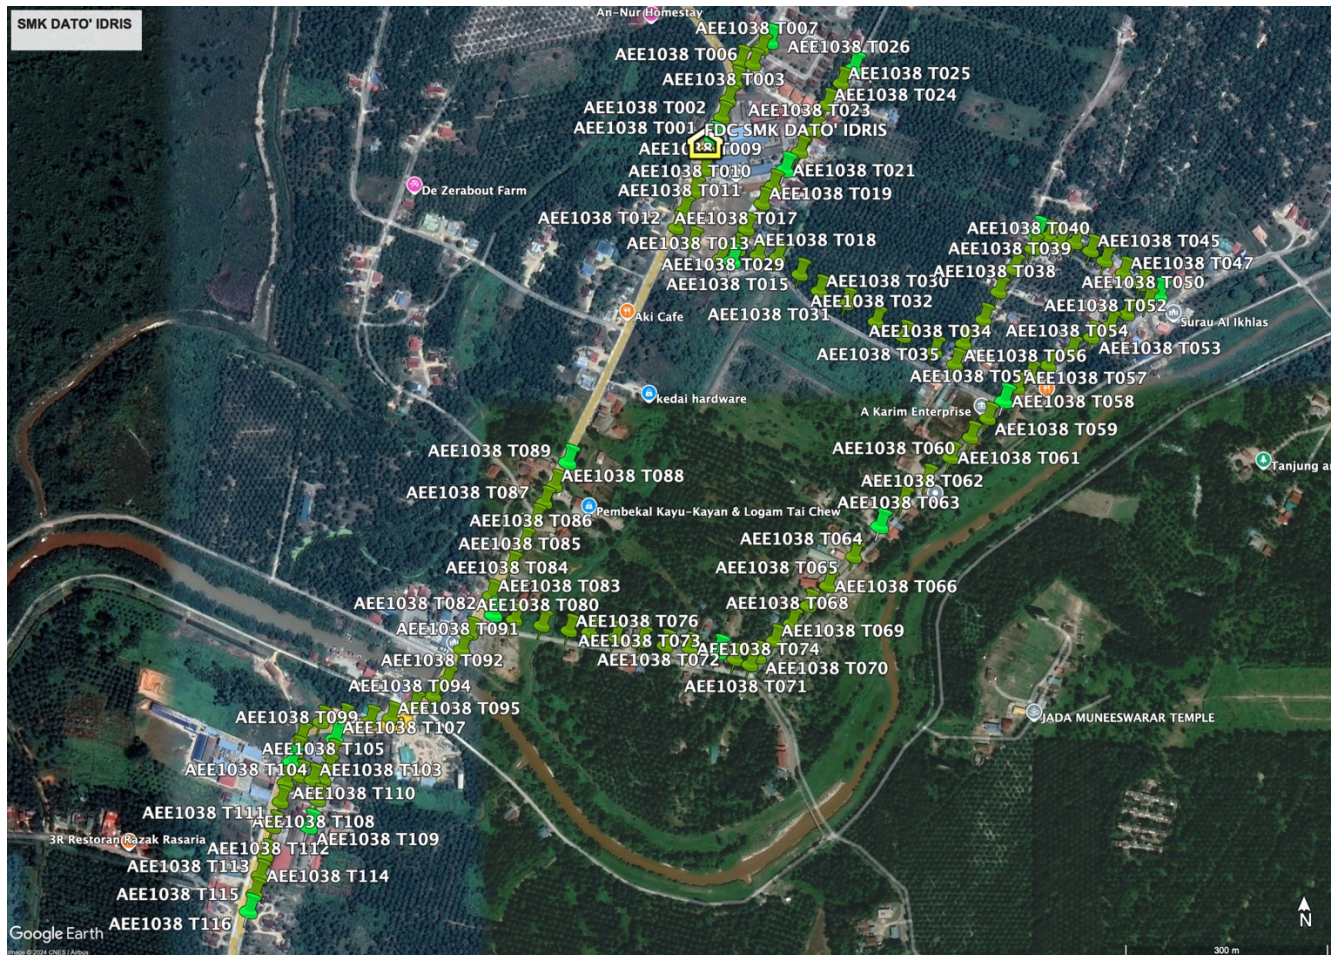 SMK DATO' IDRIS
An-Nur Homestay
AEE1038 T007
AEE1038 T026
AEE1038 T006
AEE1038 T025
AEE1038 T003
AEE1038 T024
AEE1038 T002
AEE1038 T023
AEE1038 T001
FDC SMK DATO' IDRIS
AEE1038 T009
AEE1038 T010
AEE1038 T021
De Zerabout Farm
AEE1038 T011
AEE1038 T019
AEE1038 T012
AEE1038 T017
AEE1038 T040
AEE1038 T013
AEE1038 T018
AEE1038 T039
AEE1038 T045
AEE1038 T029
AEE1038 T038
AEE1038 T047
AEE1038 T015
AEE1038 T030
AEE1038 T050
AEE1038 T032
AEE1038 T052
AEE1038 T031
Aki Cafe
Surau Al Ikhlas
AEE1038 T034
AEE1038 T054
AEE1038 T053
AEE1038 T035
AEE1038 T056
AEE1038 T055
AEE1038 T057
kedai hardware
AEE1038 T058
A Karim Enterprise
AEE1038 T059
AEE1038 T089
AEE1038 T060
AEE1038 T061
Tanjung
AEE1038 T088
AEE1038 T062
AEE1038 T087
AEE1038 T063
Pembekal Kayu-Kayan & Logam Tai Chew
AEE1038 T086
AEE1038 T064
AEE1038 T085
AEE1038 T084
AEE1038 T065
AEE1038 T083
AEE1038 T066
AEE1038 T082
AEE1038 T080
AEE1038 T068
AEE1038 T076
AEE1038 T091
AEE1038 T069
AEE1038 T073
AEE1038 T074
AEE1038 T092
AEE1038 T072
AEE1038 T070
AEE1038 T094
AEE1038 T071
AEE1038 T095
AEE1038 T099
JADA MUNEESWARAR TEMPLE
AEE1038 T107
AEE1038 T105
AEE1038 T104
AEE1038 T103
AEE1038 T110
AEE1038 T111
AEE1038 T108
3R Restoran Razak Rasaria
AEE1038 T109
AEE1038 T112
AEE1038 T113
AEE1038 T114
AEE1038 T115
AEE1038 T116
N
Google Earth
Image © 2024 CNES / Airbus
300 m